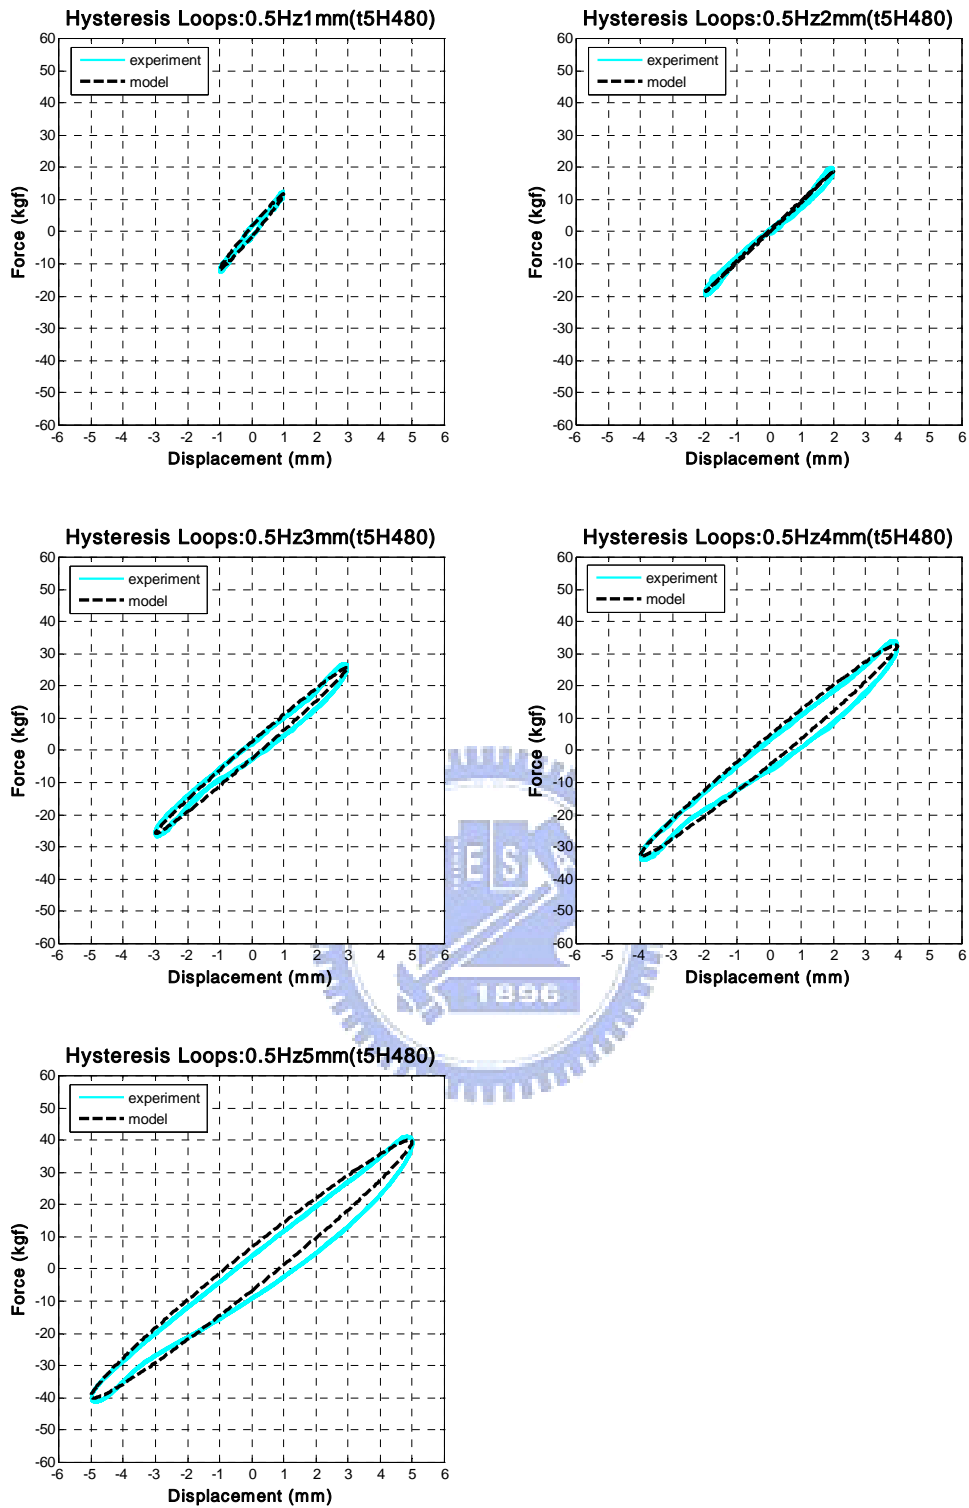 Hysteresis Loops:0.5Hz1mm(t5H480)
60
50
40
30
20
10
0
-10
-20
-30
-40
-50
-60
experiment
model
Force (kgf)
-6 -5 -4 -3 -2 -1 0 1 2 3 4 5 6
Displacement (mm)
Hysteresis Loops:0.5Hz2mm(t5H480)
60
50
40
30
20
10
0
-10
-20
-30
-40
-50
-60
experiment
model
Force (kgf)
-6 -5 -4 -3 -2 -1 0 1 2 3 4 5 6
Displacement (mm)
Hysteresis Loops:0.5Hz3mm(t5H480)
60
50
40
30
20
10
0
-10
-20
-30
-40
-50
-60
experiment
model
Force (kgf)
-6 -5 -4 -3 -2 -1 0 1 2 3 4 5 6
Displacement (mm)
Hysteresis Loops:0.5Hz4mm(t5H480)
60
50
40
30
20
10
0
-10
-20
-30
-40
-50
-60
experiment
model
Force (kgf)
-6 -5 -4 -3 -2 -1 0 1 2 3 4 5 6
Displacement (mm)
E S
1896
Hysteresis Loops:0.5Hz5mm(t5H480)
60
50
40
30
20
10
0
-10
-20
-30
-40
-50
-60
experiment
model
Force (kgf)
-6 -5 -4 -3 -2 -1 0 1 2 3 4 5 6
Displacement (mm)